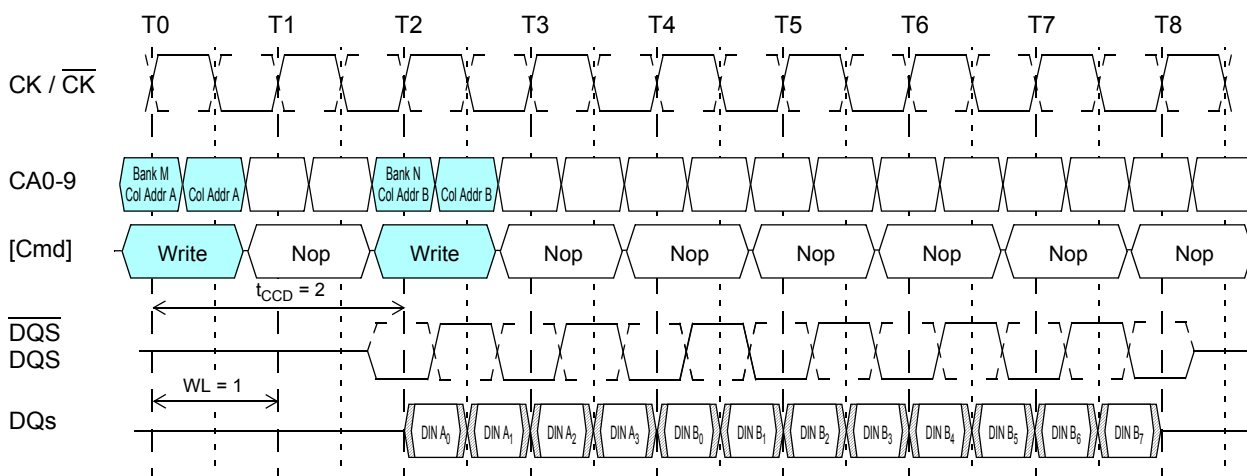 T0 T1 T2 T3 T4 T5 T6 T7 T8
CK / CK
CA0-9
Bank M
Col Addr A
Col Addr A
Bank N
Col Addr B
Col Addr B
[Cmd]
Write Nop Write Nop Nop Nop Nop Nop Nop
tCCD = 2
DQS
DQS
WL = 1
DQs
DIN A0 DIN A1 DIN A2 DIN A3 DIN B0 DIN B1 DIN B2 DIN B3 DIN B4 DIN B5 DIN B6 DIN B7